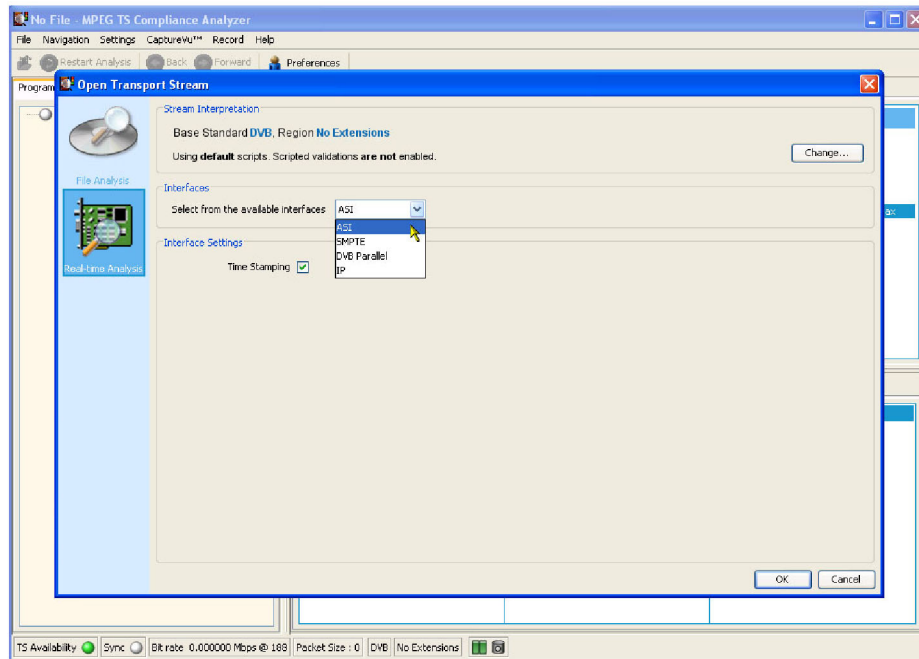 No File - MPEG TS Compliance Analyzer
File Navigation Settings CaptureVu™ Record Help
Restart Analysis Back Forward Preferences
Program
Open Transport Stream
Stream Interpretation
Base Standard DVB, Region No Extensions
Using default scripts. Scripted validations are not enabled.
Change...
File Analysis
Interfaces
Select from the available interfaces ASI
ASI
SMPTE
DVB Parallel
IP
Interface Settings
Time Stamping
Real-time Analysis
ax
OK Cancel
TS Availability Sync Bit rate 0.000000 Mbps @ 188 Packet Size : 0 DVB No Extensions